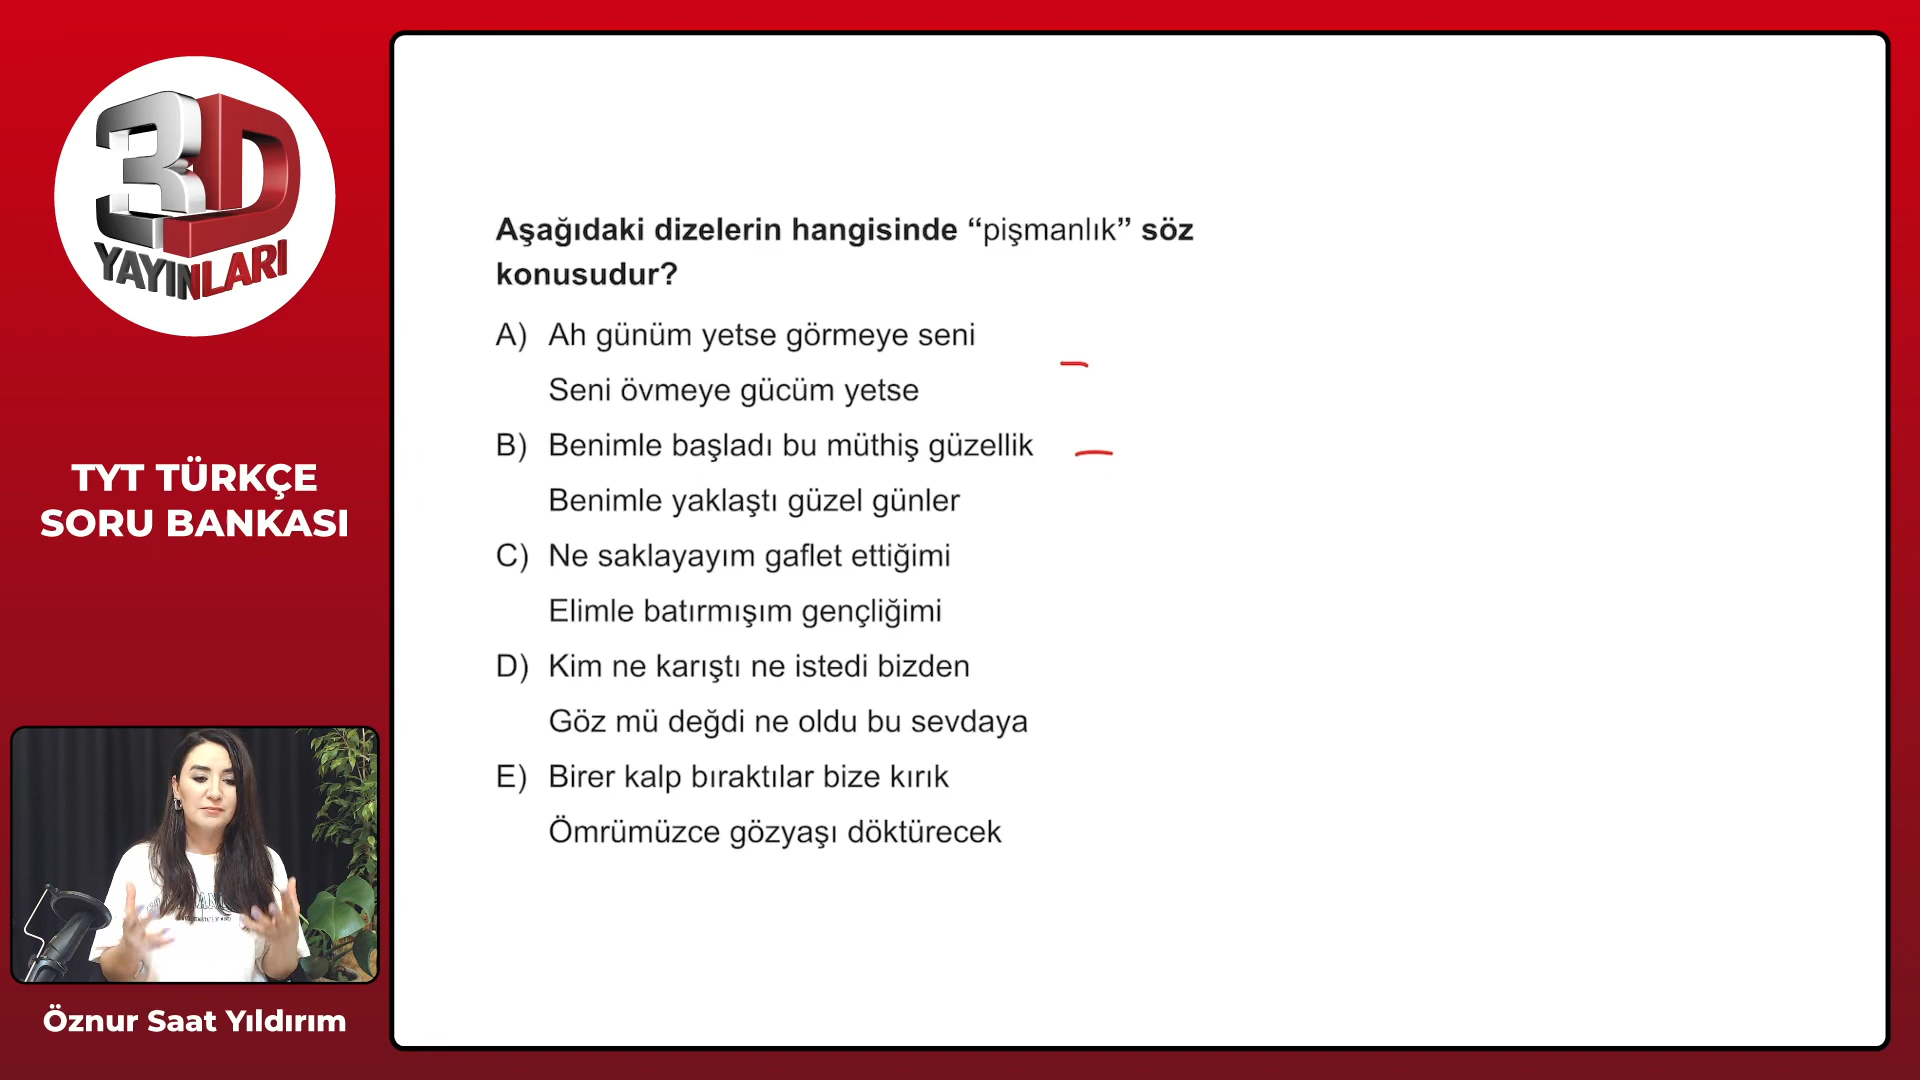 3D
YAYINLARI
TYT TÜRKÇE
SORU BANKASI
Öznur Saat Yıldırım
Aşağıdaki dizelerin hangisinde “pişmanlık” söz
konusudur?
A) Ah günüm yetse görmeye seni
Seni övmeye gücüm yetse
B) Benimle başladı bu müthiş güzellik
Benimle yaklaştı güzel günler
C) Ne saklayayım gaflet ettiğimi
Elimle batırmışım gençliğimi
D) Kim ne karıştı ne istedi bizden
Göz mü değdi ne oldu bu sevdaya
E) Birer kalp bıraktılar bize kırık
Ömrümüzce gözyaşı döktürecek